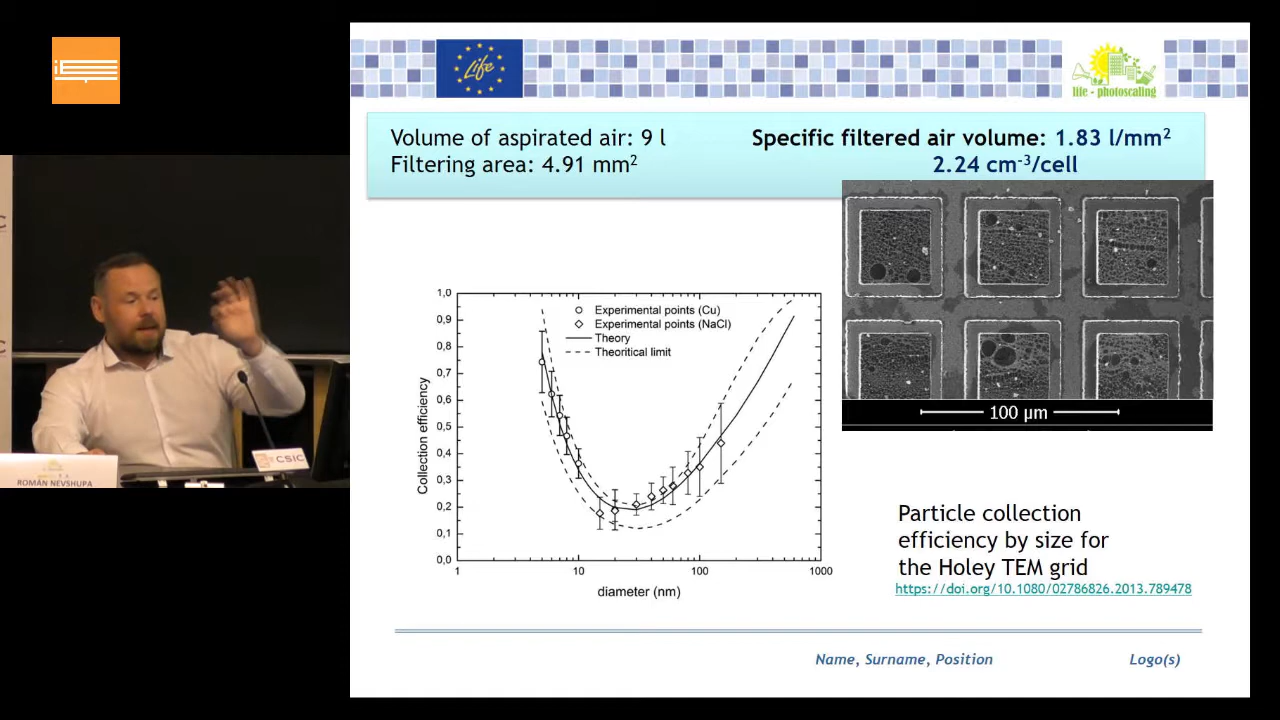 Life
life - photoscaling
Volume of aspirated air: 9 l
Filtering area: 4.91 mm²
Specific filtered air volume: 1.83 l/mm²
2.24 cm⁻³/cell
100 µm
1,0
0,9
0,8
0,7
0,6
0,5
0,4
0,3
0,2
0,1
0,0
Collection efficiency
Experimental points (Cu)
Experimental points (NaCl)
Theory
Theoritical limit
1
10
100
1000
diameter (nm)
Particle collection
efficiency by size for
the Holey TEM grid
https://doi.org/10.1080/02786826.2013.789478
Name, Surname, Position
Logo(s)
CSIC
ROMÁN NEVSHUPA